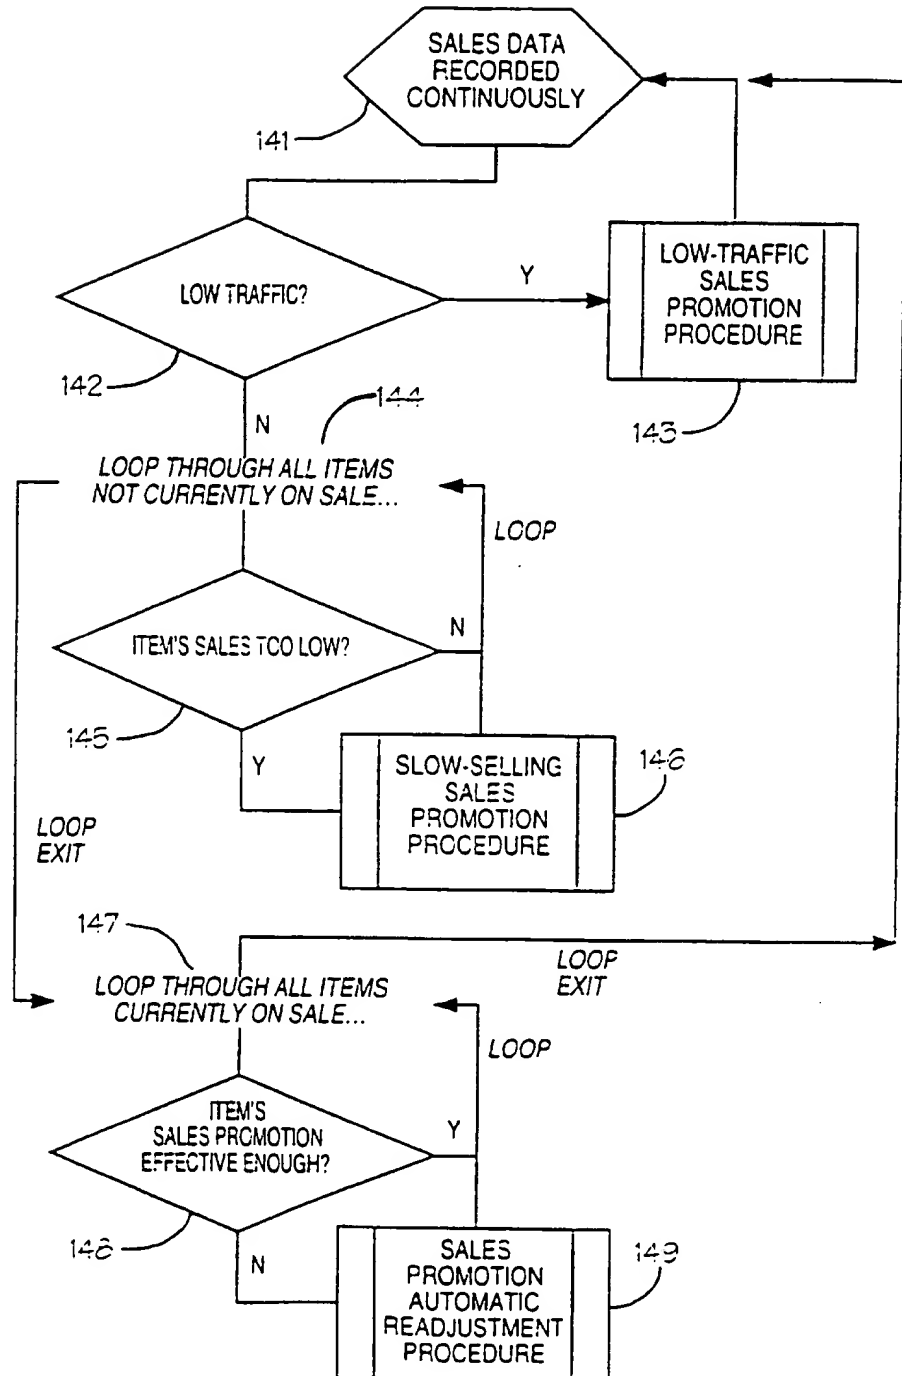 SALES DATA
RECORDED
CONTINUOUSLY
141
LOW TRAFFIC?
Y
LOW-TRAFFIC
SALES
PROMOTION
PROCEDURE
142
143
N
144
LOOP THROUGH ALL ITEMS
NOT CURRENTLY ON SALE...
LOOP
ITEM'S SALES TOO LOW?
N
145
Y
SLOW-SELLING
SALES
PROMOTION
PROCEDURE
146
LOOP
EXIT
147
LOOP THROUGH ALL ITEMS
CURRENTLY ON SALE...
LOOP
EXIT
LOOP
ITEM'S
SALES PROMOTION
EFFECTIVE ENOUGH?
Y
148
N
SALES
PROMOTION
AUTOMATIC
READJUSTMENT
PROCEDURE
149